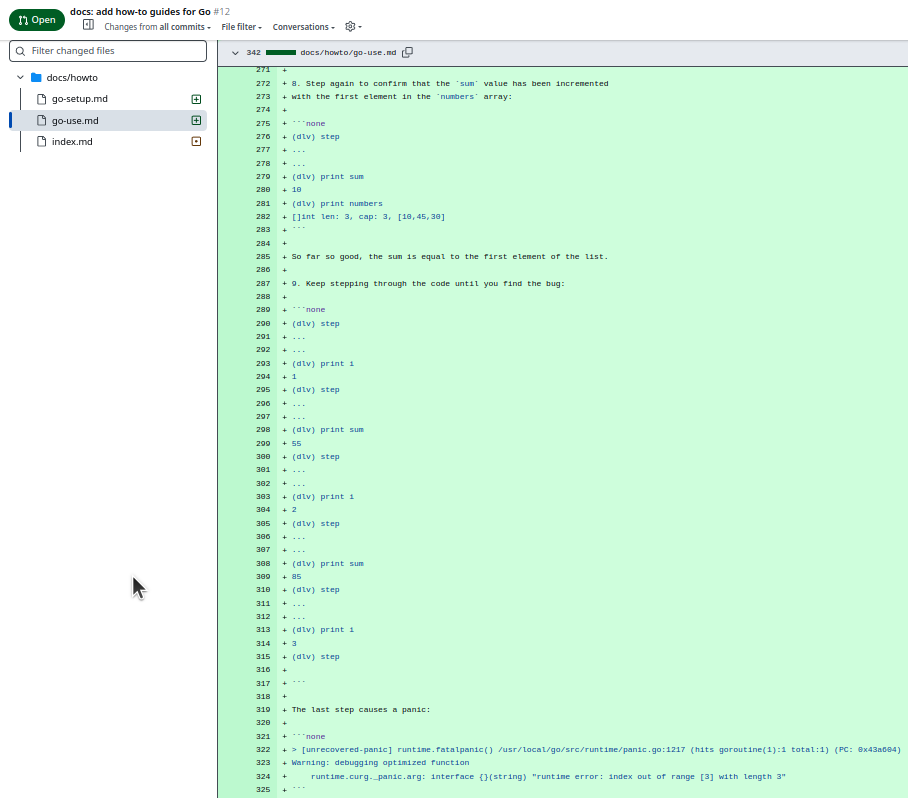 Open
docs: add how-to guides for Go #12
Changes from all commits
File filter
Conversations
Filter changed files
docs/howto
go-setup.md
go-use.md
index.md
342 docs/howto/go-use.md
271 +
272 + 8. Step again to confirm that the `sum` value has been incremented
273 + with the first element in the `numbers` array:
274 +
275 + ```none
276 + (dlv) step
277 + ...
278 + ...
279 + (dlv) print sum
280 + 10
281 + (dlv) print numbers
282 + []int len: 3, cap: 3, [10,45,30]
283 + ```
284 +
285 + So far so good, the sum is equal to the first element of the list.
286 +
287 + 9. Keep stepping through the code until you find the bug:
288 +
289 + ```none
290 + (dlv) step
291 + ...
292 + ...
293 + (dlv) print i
294 + 1
295 + (dlv) step
296 + ...
297 + ...
298 + (dlv) print sum
299 + 55
300 + (dlv) step
301 + ...
302 + ...
303 + (dlv) print i
304 + 2
305 + (dlv) step
306 + ...
307 + ...
308 + (dlv) print sum
309 + 85
310 + (dlv) step
311 + ...
312 + ...
313 + (dlv) print i
314 + 3
315 + (dlv) step
316 +
317 + ```
318 +
319 + The last step causes a panic:
320 +
321 + ```none
322 + > [unrecovered-panic] runtime.fatalpanic() /usr/local/go/src/runtime/panic.go:1217 (hits goroutine(1):1 total:1) (PC: 0x43a604)
323 + Warning: debugging optimized function
324 + runtime.curg._panic.arg: interface {}(string) "runtime error: index out of range [3] with length 3"
325 + ```